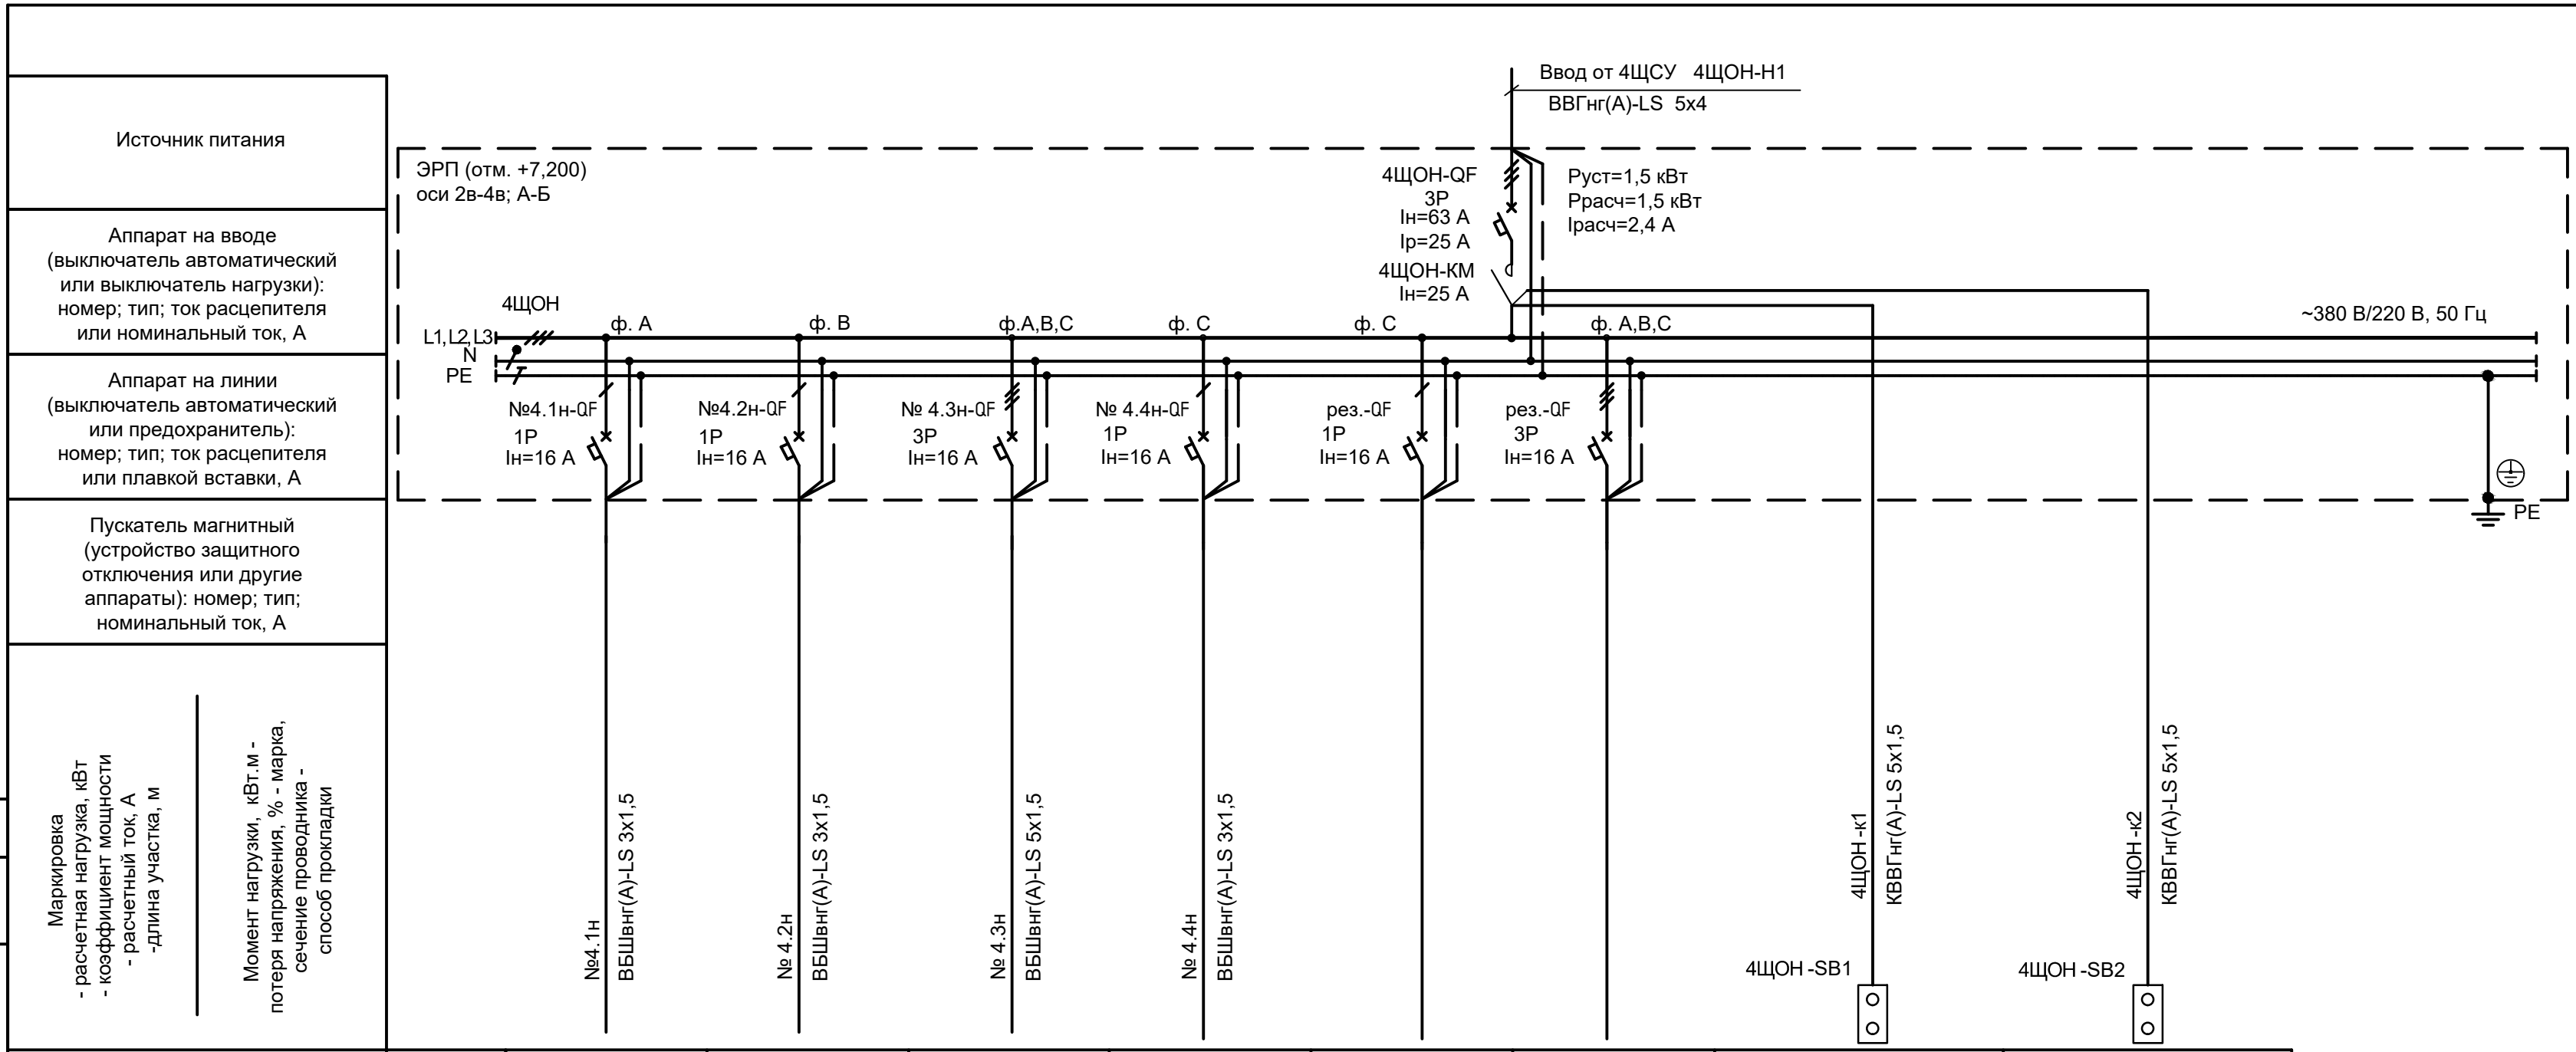 Ввод от 4ЩСУ 4ЩОН-Н1
ВВГнг(А)-LS 5х4
Источник питания
ЭРП (отм. +7,200)
оси 2в-4в; А-Б
4ЩОН-QF
3Р
Iн=63 А
Iр=25 А
4ЩОН-КМ
Iн=25 А
Руст=1,5 кВт
Ррасч=1,5 кВт
Iрасч=2,4 А
Аппарат на вводе
(выключатель автоматический
или выключатель нагрузки):
номер; тип; ток расцепителя
или номинальный ток, А
4ЩОН
L1,L2,L3
N
PE
ф. А
ф. В
ф.А,В,С
ф. С
ф. С
ф. А,В,С
~380 В/220 В, 50 Гц
Аппарат на линии
(выключатель автоматический
или предохранитель):
номер; тип; ток расцепителя
или плавкой вставки, А
№4.1н-QF
1Р
Iн=16 А
№4.2н-QF
1Р
Iн=16 А
№ 4.3н-QF
3Р
Iн=16 А
№ 4.4н-QF
1Р
Iн=16 А
рез.-QF
1Р
Iн=16 А
рез.-QF
3Р
Iн=16 А
PE
Пускатель магнитный
(устройство защитного
отключения или другие
аппараты): номер; тип;
номинальный ток, А
Маркировка
- расчетная нагрузка, кВт
- коэффициент мощности
- расчетный ток, А
-длина участка, м
Момент нагрузки, кВт.м -
потеря напряжения, % - марка,
сечение проводника -
способ прокладки
№4.1н
ВБШвнг(А)-LS 3х1,5
№ 4.2н
ВБШвнг(А)-LS 3х1,5
№ 4.3н
ВБШвнг(А)-LS 5х1,5
№ 4.4н
ВБШвнг(А)-LS 3х1,5
4ЩОН -к1
КВВГнг(А)-LS 5х1,5
4ЩОН -к2
КВВГнг(А)-LS 5х1,5
4ЩОН -SB1
4ЩОН -SB2